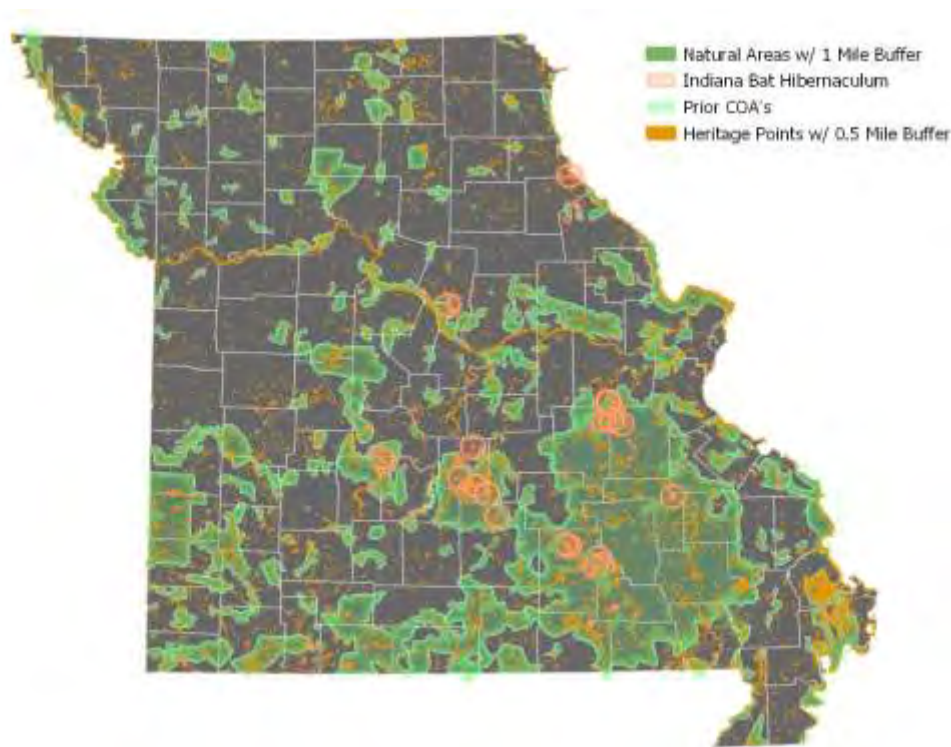 Natural Areas w/ 1 Mile Buffer
Indiana Bat Hibernaculum
Prior COA's
Heritage Points w/ 0.5 Mile Buffer